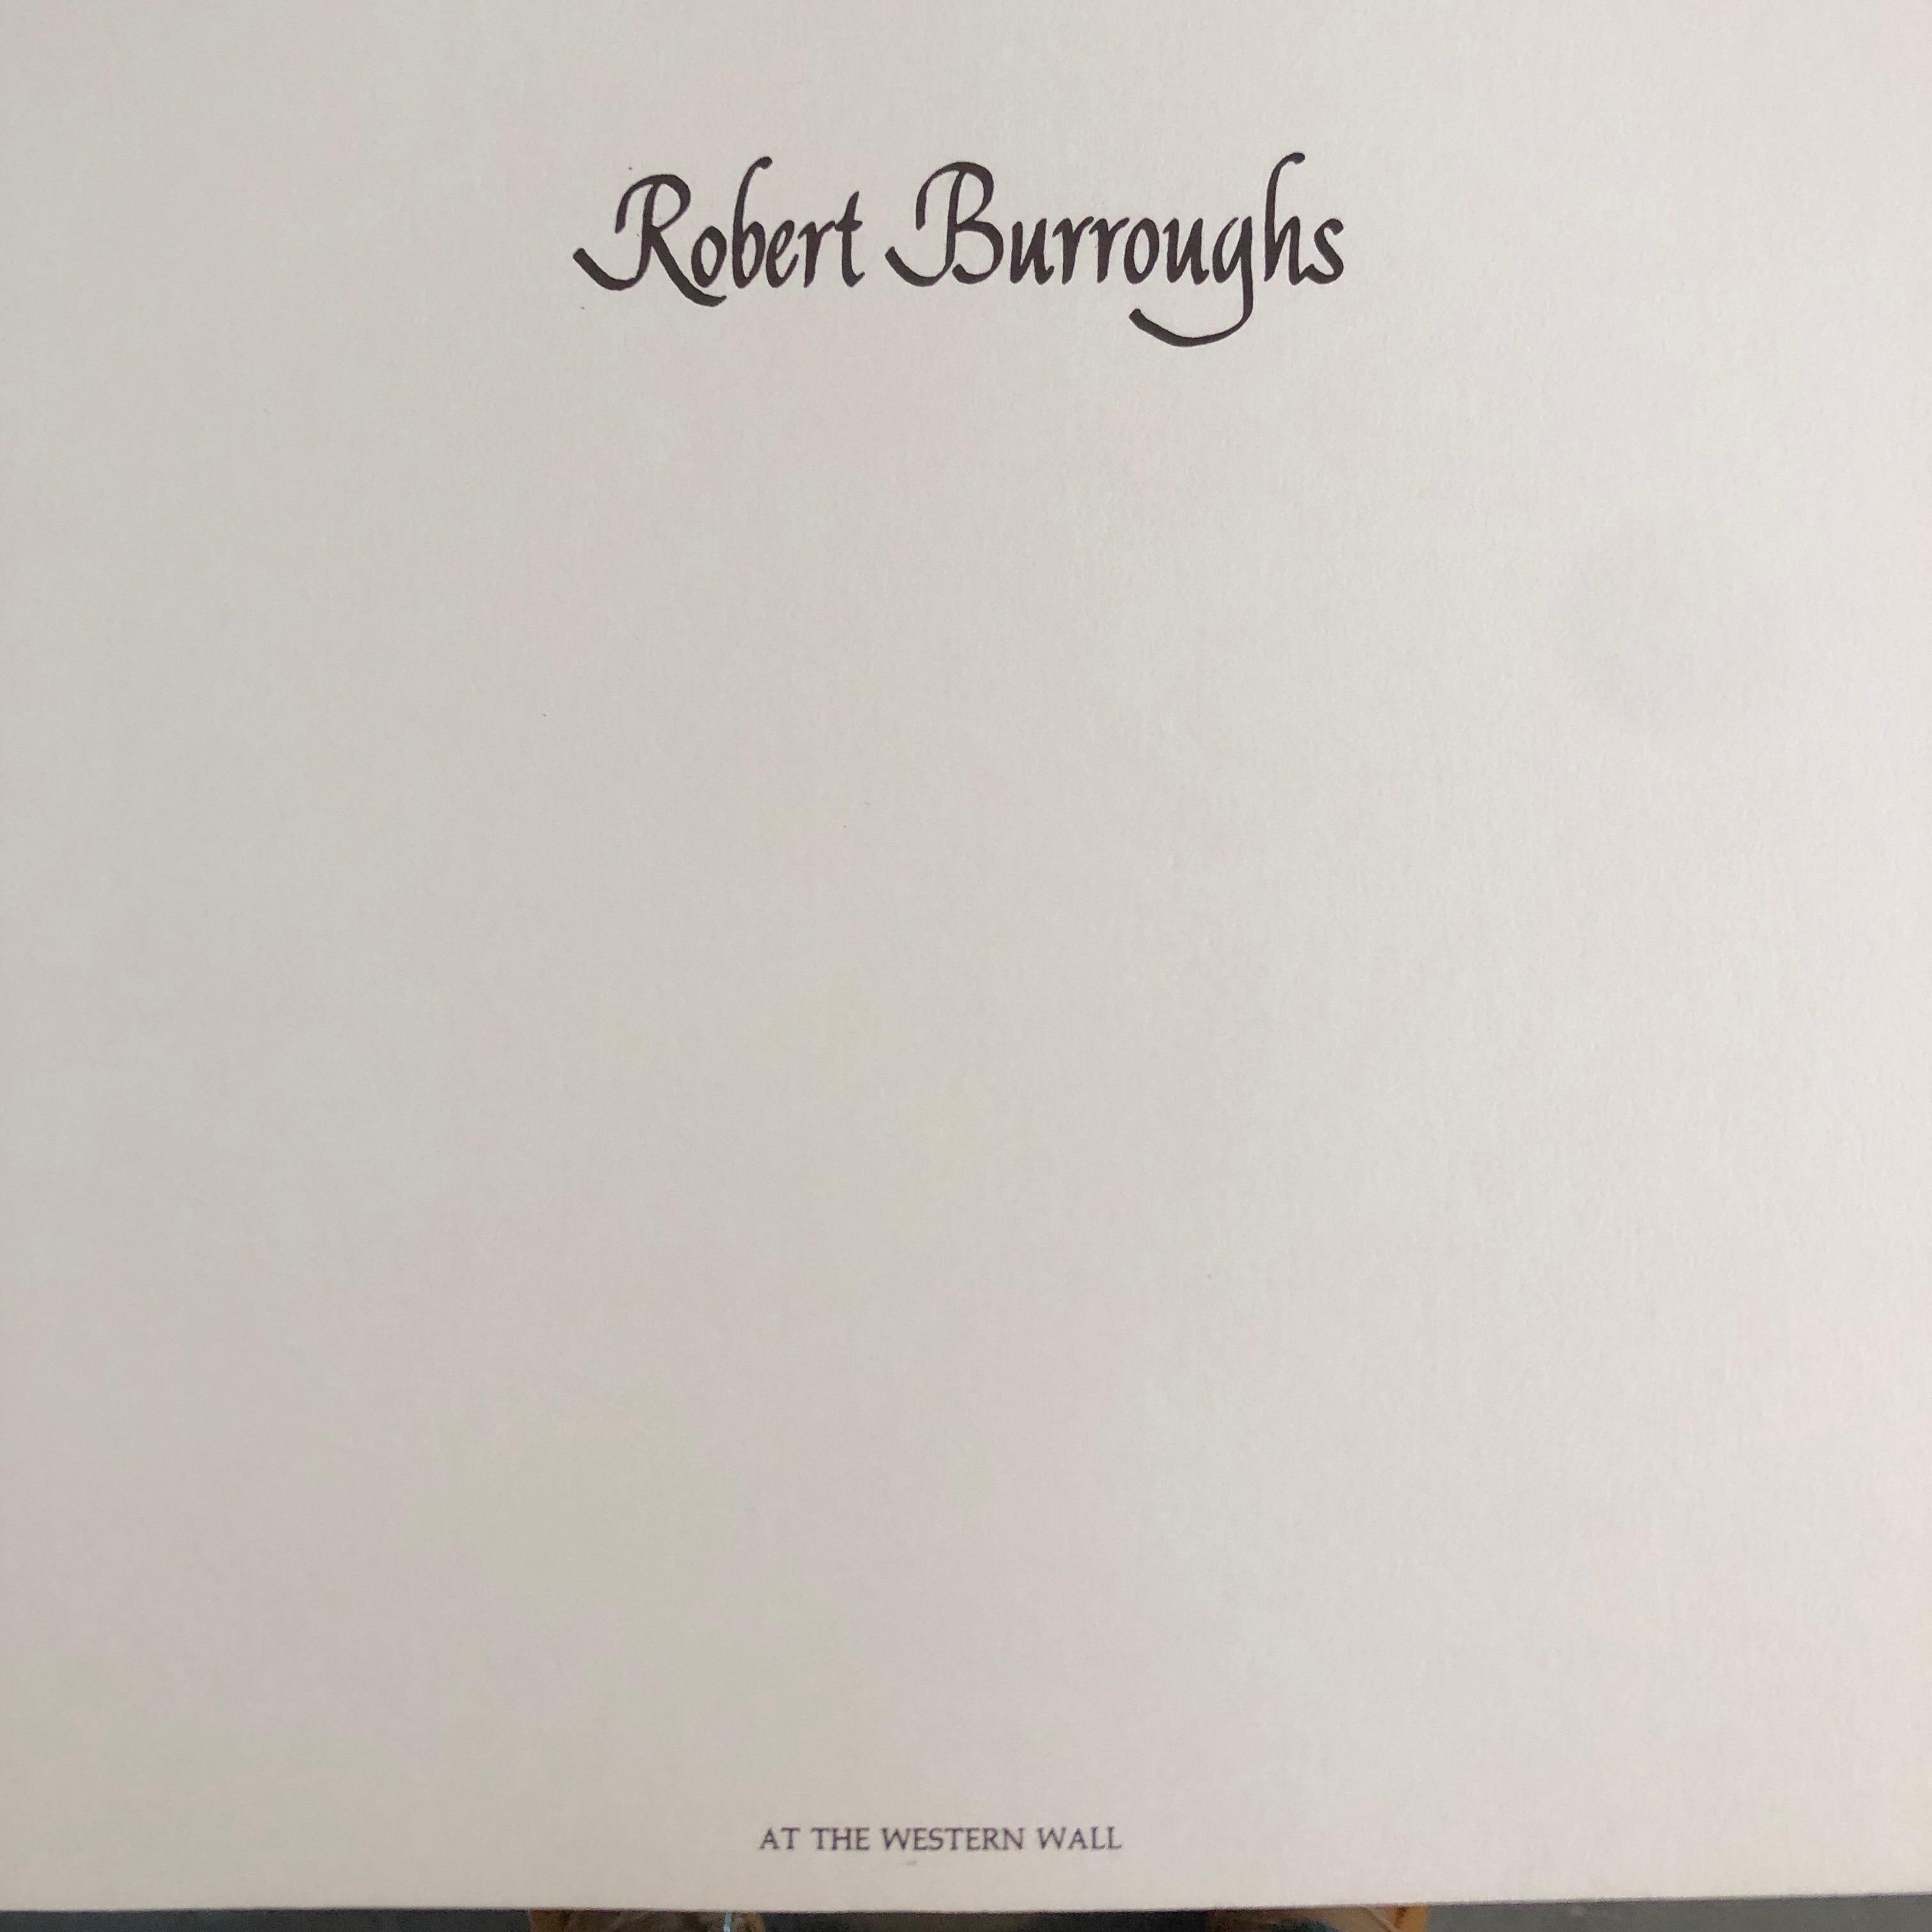 Robert Burroughs
AT THE WESTERN WALL